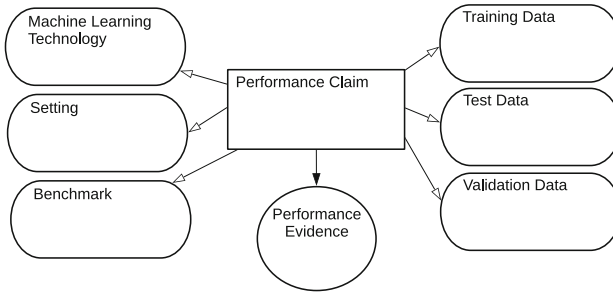 Machine Learning
Technology
Setting
Benchmark
Performance Claim
Performance
Evidence
Training Data
Test Data
Validation Data